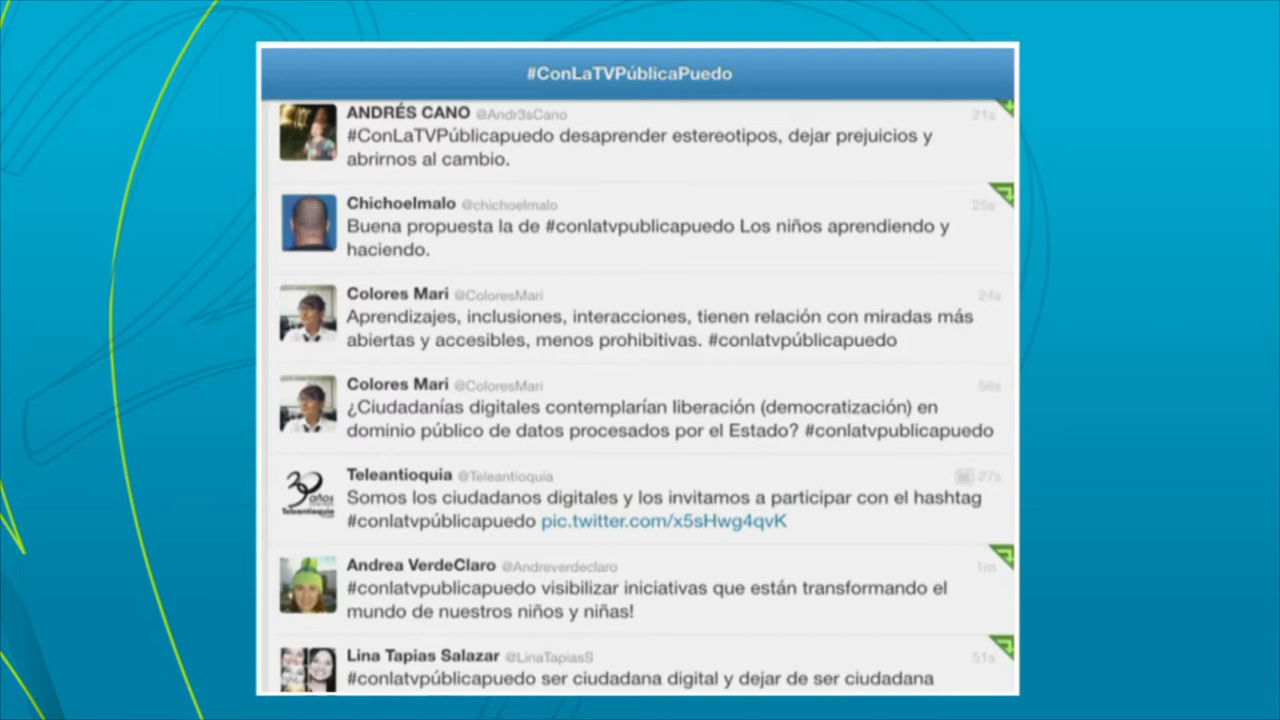 #ConLaTVPúblicaPuedo
ANDRÉS CANO @Andr3sCano 21s
#ConLaTVPúblicapuedo desaprender estereotipos, dejar prejuicios y
abrirnos al cambio.
Chichoelmalo @chichoelmalo 25s
Buena propuesta la de #conlatvpublicapuedo Los niños aprendiendo y
haciendo.
Colores Mari @ColoresMari 24s
Aprendizajes, inclusiones, interacciones, tienen relación con miradas más
abiertas y accesibles, menos prohibitivas. #conlatvpúblicapuedo
Colores Mari @ColoresMari 56s
¿Ciudadanías digitales contemplarían liberación (democratización) en
dominio público de datos procesados por el Estado? #conlatvpublicapuedo
30 años
Teleantioquia
Teleantioquia @Teleantioquia 27s
Somos los ciudadanos digitales y los invitamos a participar con el hashtag
#conlatvpúblicapuedo pic.twitter.com/x5sHwg4qvK
Andrea VerdeClaro @Andreverdeclaro 1m
#conlatvpublicapuedo visibilizar iniciativas que están transformando el
mundo de nuestros niños y niñas!
Lina Tapias Salazar @LinaTapiasS 51s
#conlatvpublicapuedo ser ciudadana digital y dejar de ser ciudadana